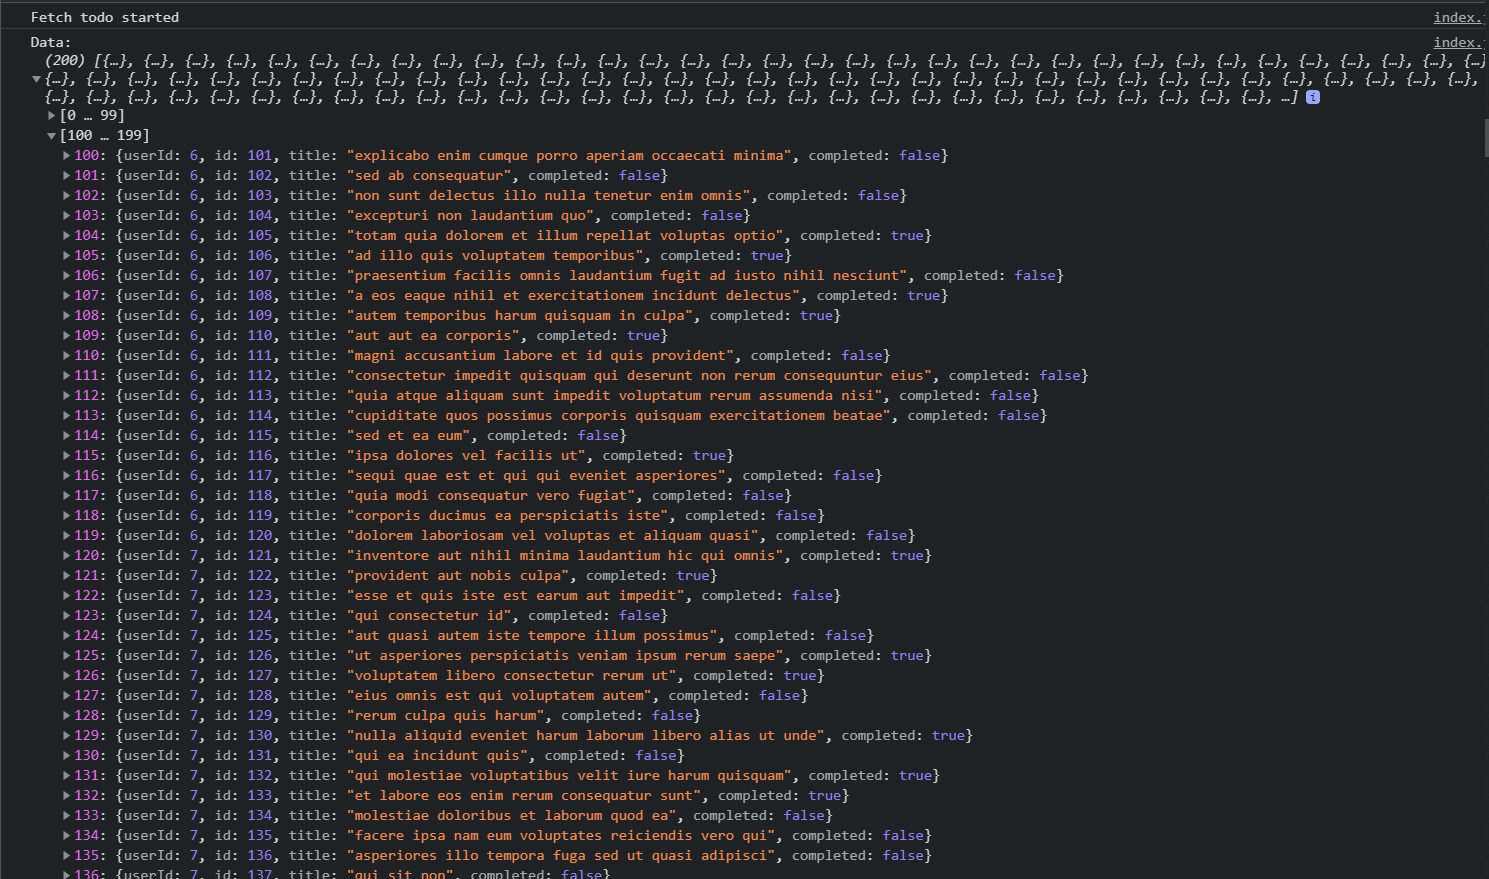 Fetch todo started index.
Data: index.
(200) [{…}, {…}, {…}, {…}, {…}, {…}, {…}, {…}, {…}, {…}, {…}, {…}, {…}, {…}, {…}, {…}, {…}, {…}, {…}, {…}, {…}, {…}, {…}, {…}, {…}, {…}, {…}, {…}, {…}, {…}, {…}, {…}, {…}, {…}
{…}, {…}, {…}, {…}, {…}, {…}, {…}, {…}, {…}, {…}, {…}, {…}, {…}, {…}, {…}, {…}, {…}, {…}, {…}, {…}, {…}, {…}, {…}, {…}, {…}, {…}, {…}, {…}, {…}, {…}, {…}, {…}, {…}, {…}, {…},
{…}, {…}, {…}, {…}, {…}, {…}, {…}, {…}, {…}, {…}, {…}, {…}, {…}, {…}, {…}, {…}, {…}, {…}, {…}, {…}, {…}, {…}, {…}, {…}, {…}, {…}, {…}, {…}, {…}, {…}, …] i
[0 … 99]
[100 … 199]
100: {userId: 6, id: 101, title: "explicabo enim cumque porro aperiam occaecati minima", completed: false}
101: {userId: 6, id: 102, title: "sed ab consequatur", completed: false}
102: {userId: 6, id: 103, title: "non sunt delectus illo nulla tenetur enim omnis", completed: false}
103: {userId: 6, id: 104, title: "excepturi non laudantium quo", completed: false}
104: {userId: 6, id: 105, title: "totam quia dolorem et illum repellat voluptas optio", completed: true}
105: {userId: 6, id: 106, title: "ad illo quis voluptatem temporibus", completed: true}
106: {userId: 6, id: 107, title: "praesentium facilis omnis laudantium fugit ad iusto nihil nesciunt", completed: false}
107: {userId: 6, id: 108, title: "a eos eaque nihil et exercitationem incidunt delectus", completed: true}
108: {userId: 6, id: 109, title: "autem temporibus harum quisquam in culpa", completed: true}
109: {userId: 6, id: 110, title: "aut aut ea corporis", completed: true}
110: {userId: 6, id: 111, title: "magni accusantium labore et id quis provident", completed: false}
111: {userId: 6, id: 112, title: "consectetur impedit quisquam qui deserunt non rerum consequuntur eius", completed: false}
112: {userId: 6, id: 113, title: "quia atque aliquam sunt impedit voluptatum rerum assumenda nisi", completed: false}
113: {userId: 6, id: 114, title: "cupiditate quos possimus corporis quisquam exercitationem beatae", completed: false}
114: {userId: 6, id: 115, title: "sed et ea eum", completed: false}
115: {userId: 6, id: 116, title: "ipsa dolores vel facilis ut", completed: true}
116: {userId: 6, id: 117, title: "sequi quae est et qui qui eveniet asperiores", completed: false}
117: {userId: 6, id: 118, title: "quia modi consequatur vero fugiat", completed: false}
118: {userId: 6, id: 119, title: "corporis ducimus ea perspiciatis iste", completed: false}
119: {userId: 6, id: 120, title: "dolorem laboriosam vel voluptas et aliquam quasi", completed: false}
120: {userId: 7, id: 121, title: "inventore aut nihil minima laudantium hic qui omnis", completed: true}
121: {userId: 7, id: 122, title: "provident aut nobis culpa", completed: true}
122: {userId: 7, id: 123, title: "esse et quis iste est earum aut impedit", completed: false}
123: {userId: 7, id: 124, title: "qui consectetur id", completed: false}
124: {userId: 7, id: 125, title: "aut quasi autem iste tempore illum possimus", completed: false}
125: {userId: 7, id: 126, title: "ut asperiores perspiciatis veniam ipsum rerum saepe", completed: true}
126: {userId: 7, id: 127, title: "voluptatem libero consectetur rerum ut", completed: true}
127: {userId: 7, id: 128, title: "eius omnis est qui voluptatem autem", completed: false}
128: {userId: 7, id: 129, title: "rerum culpa quis harum", completed: false}
129: {userId: 7, id: 130, title: "nulla aliquid eveniet harum laborum libero alias ut unde", completed: true}
130: {userId: 7, id: 131, title: "qui ea incidunt quis", completed: false}
131: {userId: 7, id: 132, title: "qui molestiae voluptatibus velit iure harum quisquam", completed: true}
132: {userId: 7, id: 133, title: "et labore eos enim rerum consequatur sunt", completed: true}
133: {userId: 7, id: 134, title: "molestiae doloribus et laborum quod ea", completed: false}
134: {userId: 7, id: 135, title: "facere ipsa nam eum voluptates reiciendis vero qui", completed: false}
135: {userId: 7, id: 136, title: "asperiores illo tempora fuga sed ut quasi adipisci", completed: false}
136: {userId: 7, id: 137, title: "qui sit non", completed: false}